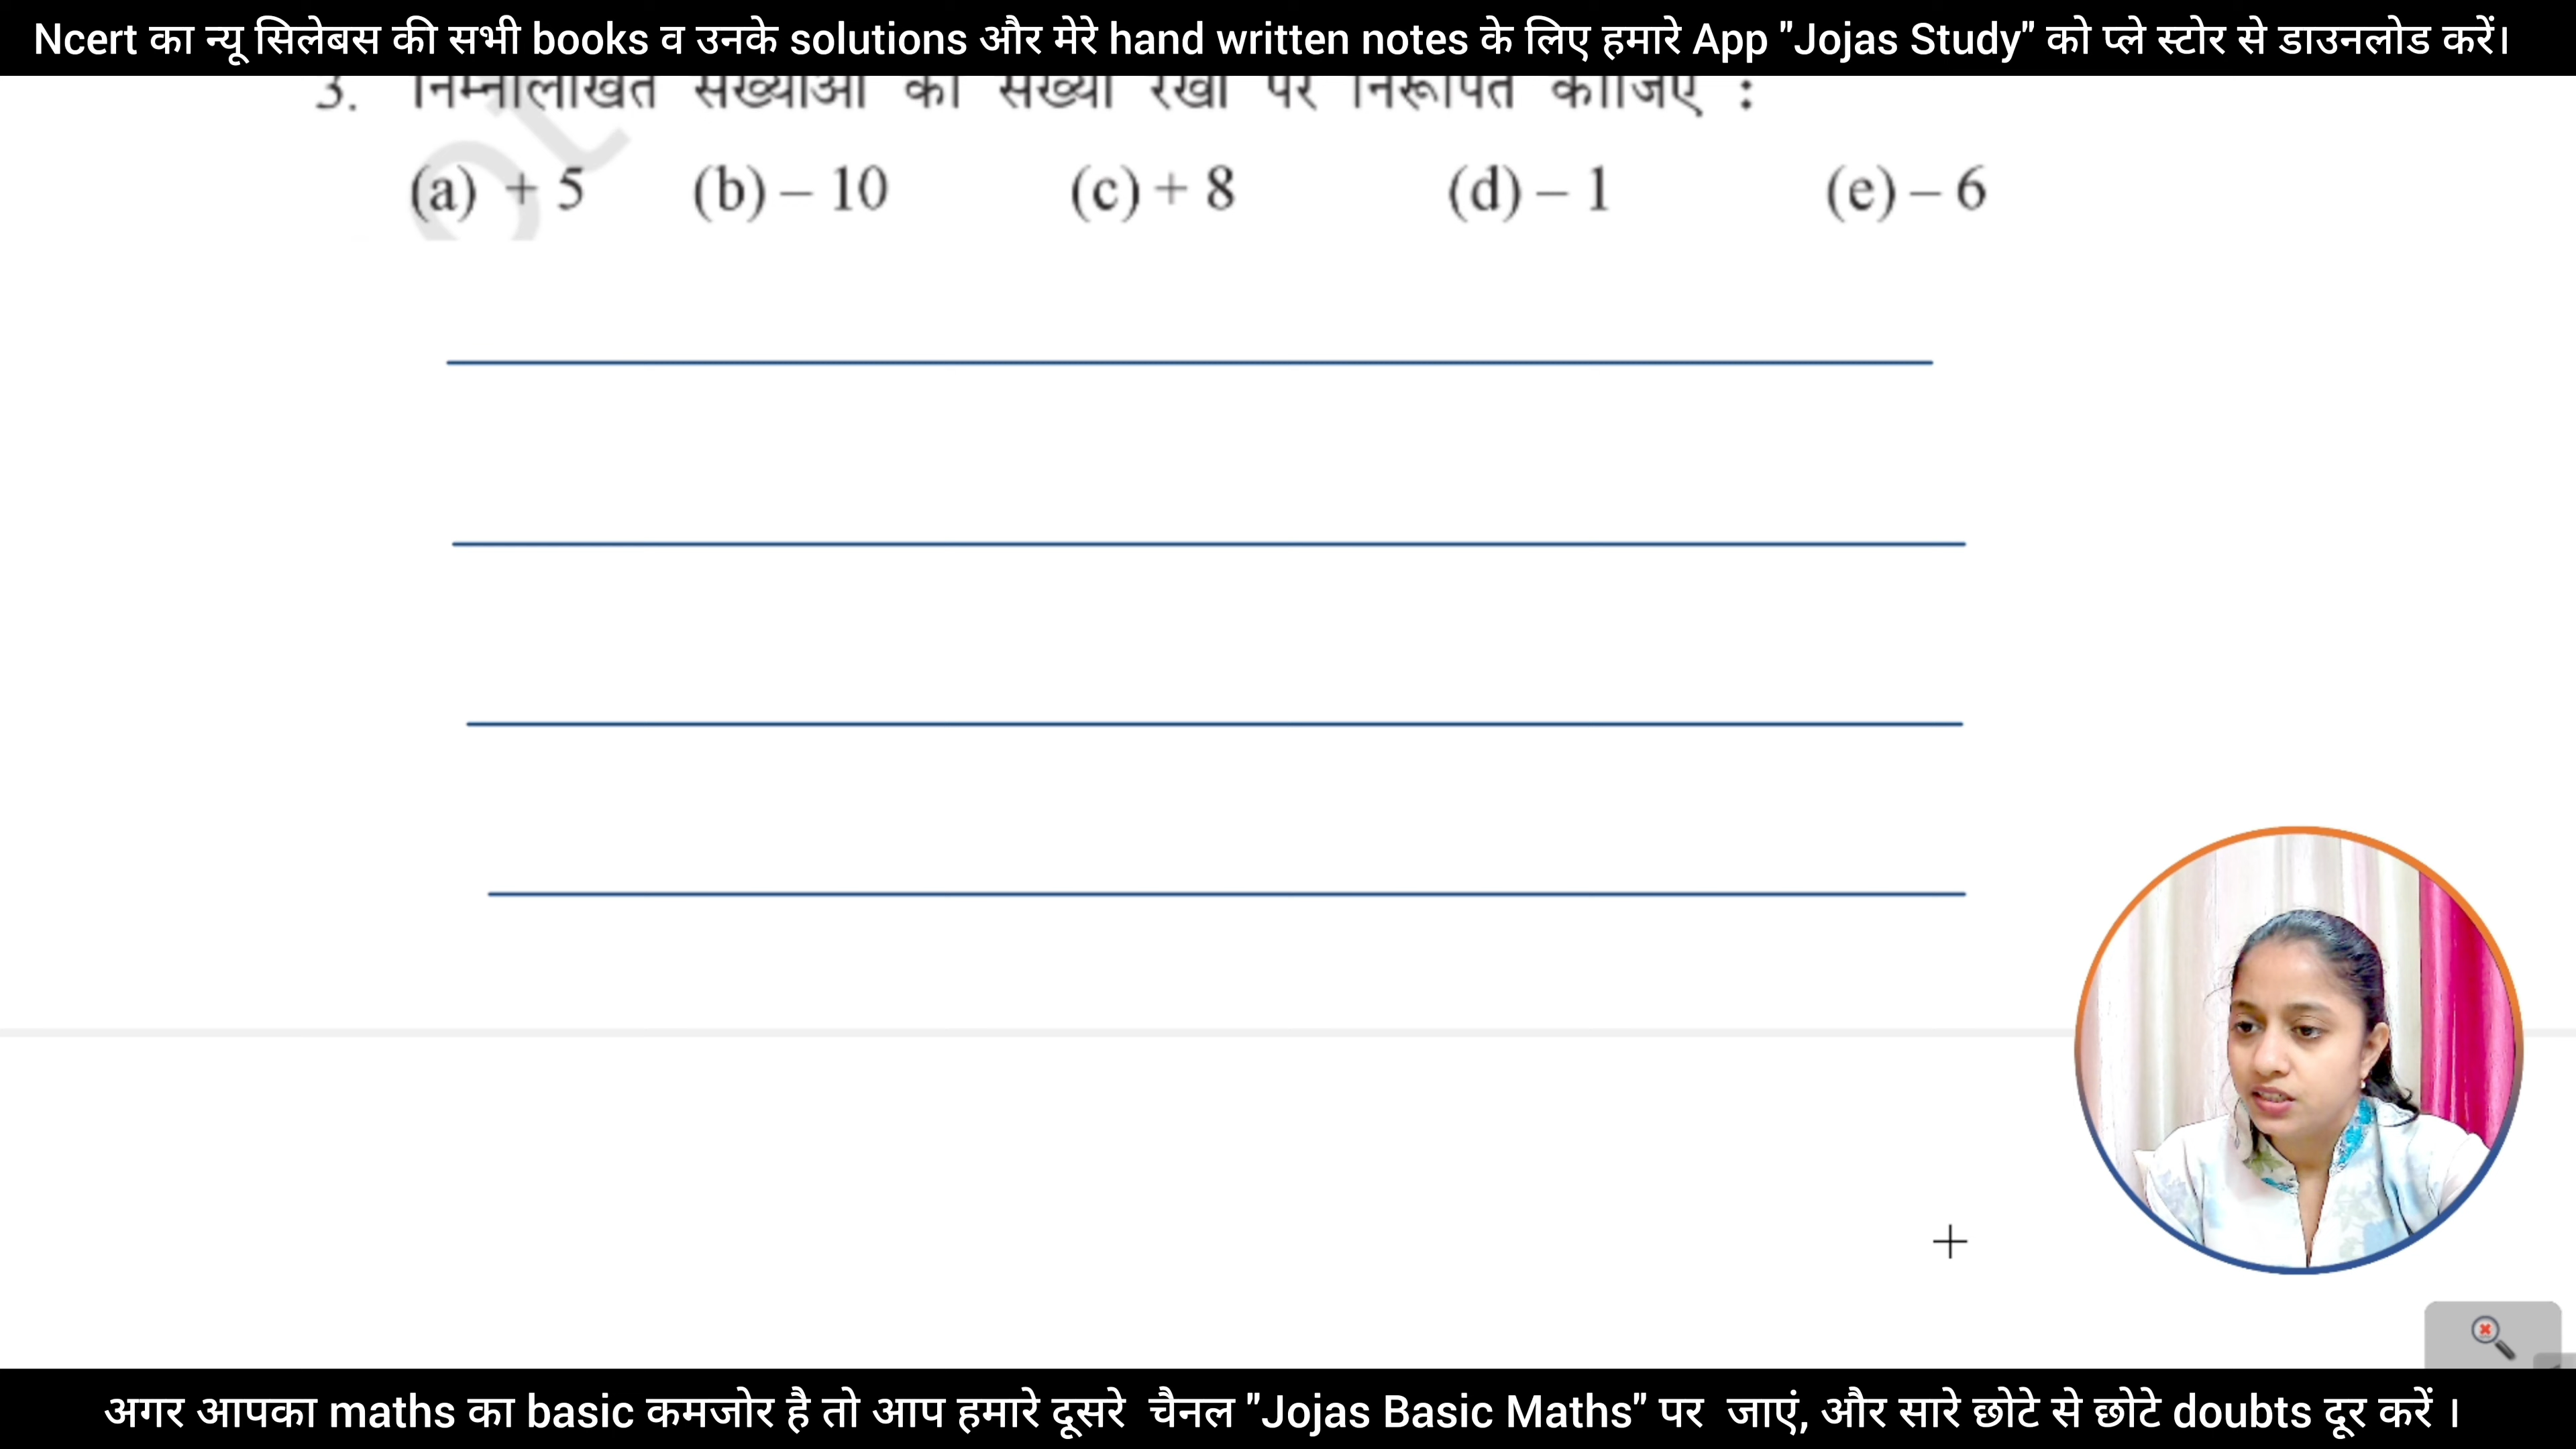 Ncert का न्यू सिलेबस की सभी books व उनके solutions और मेरे hand written notes के लिए हमारे App "Jojas Study" को प्ले स्टोर से डाउनलोड करें।
3. निम्नलिखित संख्याओं को संख्या रेखा पर निरूपित कीजिए :
(a) + 5 (b) – 10 (c) + 8 (d) – 1 (e) – 6
+
अगर आपका maths का basic कमजोर है तो आप हमारे दूसरे चैनल "Jojas Basic Maths" पर जाएं, और सारे छोटे से छोटे doubts दूर करें ।